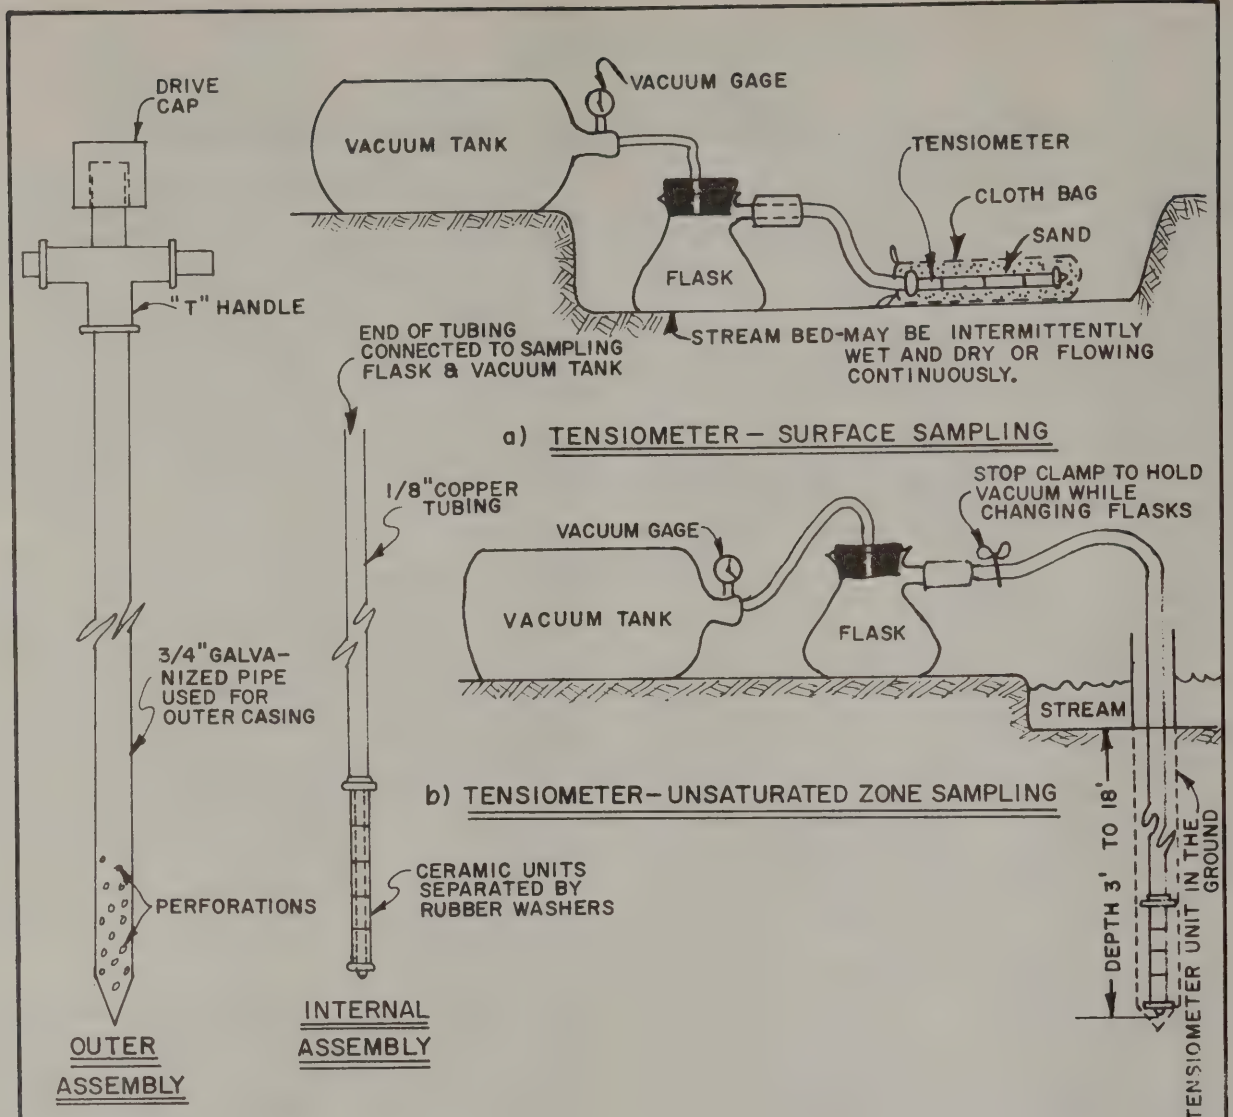 DRIVE
CAP
"T" HANDLE
3/4" GALVA-
NIZED PIPE
USED FOR
OUTER CASING
PERFORATIONS
OUTER
ASSEMBLY
END OF TUBING
CONNECTED TO SAMPLING
FLASK & VACUUM TANK
1/8" COPPER
TUBING
CERAMIC UNITS
SEPARATED BY
RUBBER WASHERS
INTERNAL
ASSEMBLY
VACUUM GAGE
VACUUM TANK
TENSIOMETER
CLOTH BAG
SAND
FLASK
STREAM BED-MAY BE INTERMITTENTLY
WET AND DRY OR FLOWING
CONTINUOUSLY.
a) TENSIOMETER - SURFACE SAMPLING
STOP CLAMP TO HOLD
VACUUM WHILE
CHANGING FLASKS
VACUUM GAGE
VACUUM TANK
FLASK
STREAM
b) TENSIOMETER-UNSATURATED ZONE SAMPLING
DEPTH 3' TO 18'
TENSIOMETER UNIT IN THE
GROUND